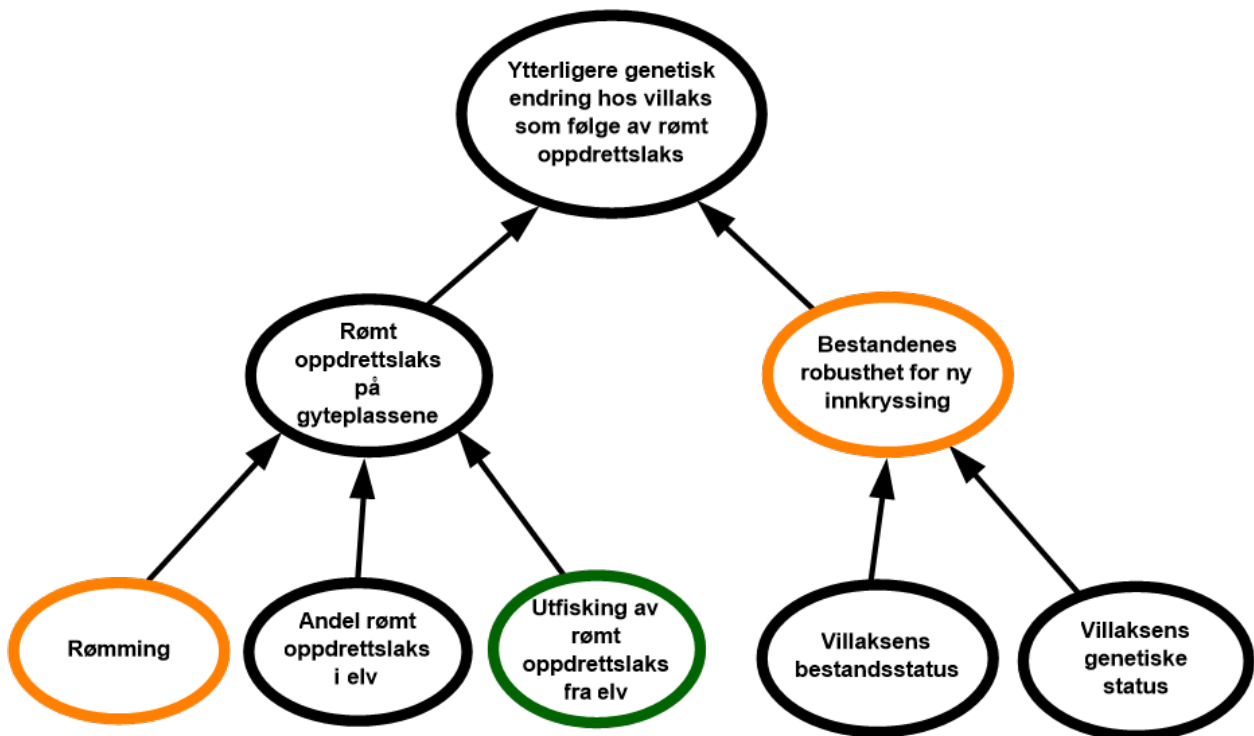 Ytterligere genetisk
endring hos villaks
som følge av rømt
oppdrettslaks
Rømt
oppdrettslaks
på
gyteplassene
Bestandenes
robusthet for ny
innkryssing
Rømming
Andel rømt
oppdrettslaks
i elv
Utfisking av
rømt
oppdrettslaks
fra elv
Villaksens
bestandsstatus
Villaksens
genetiske
status